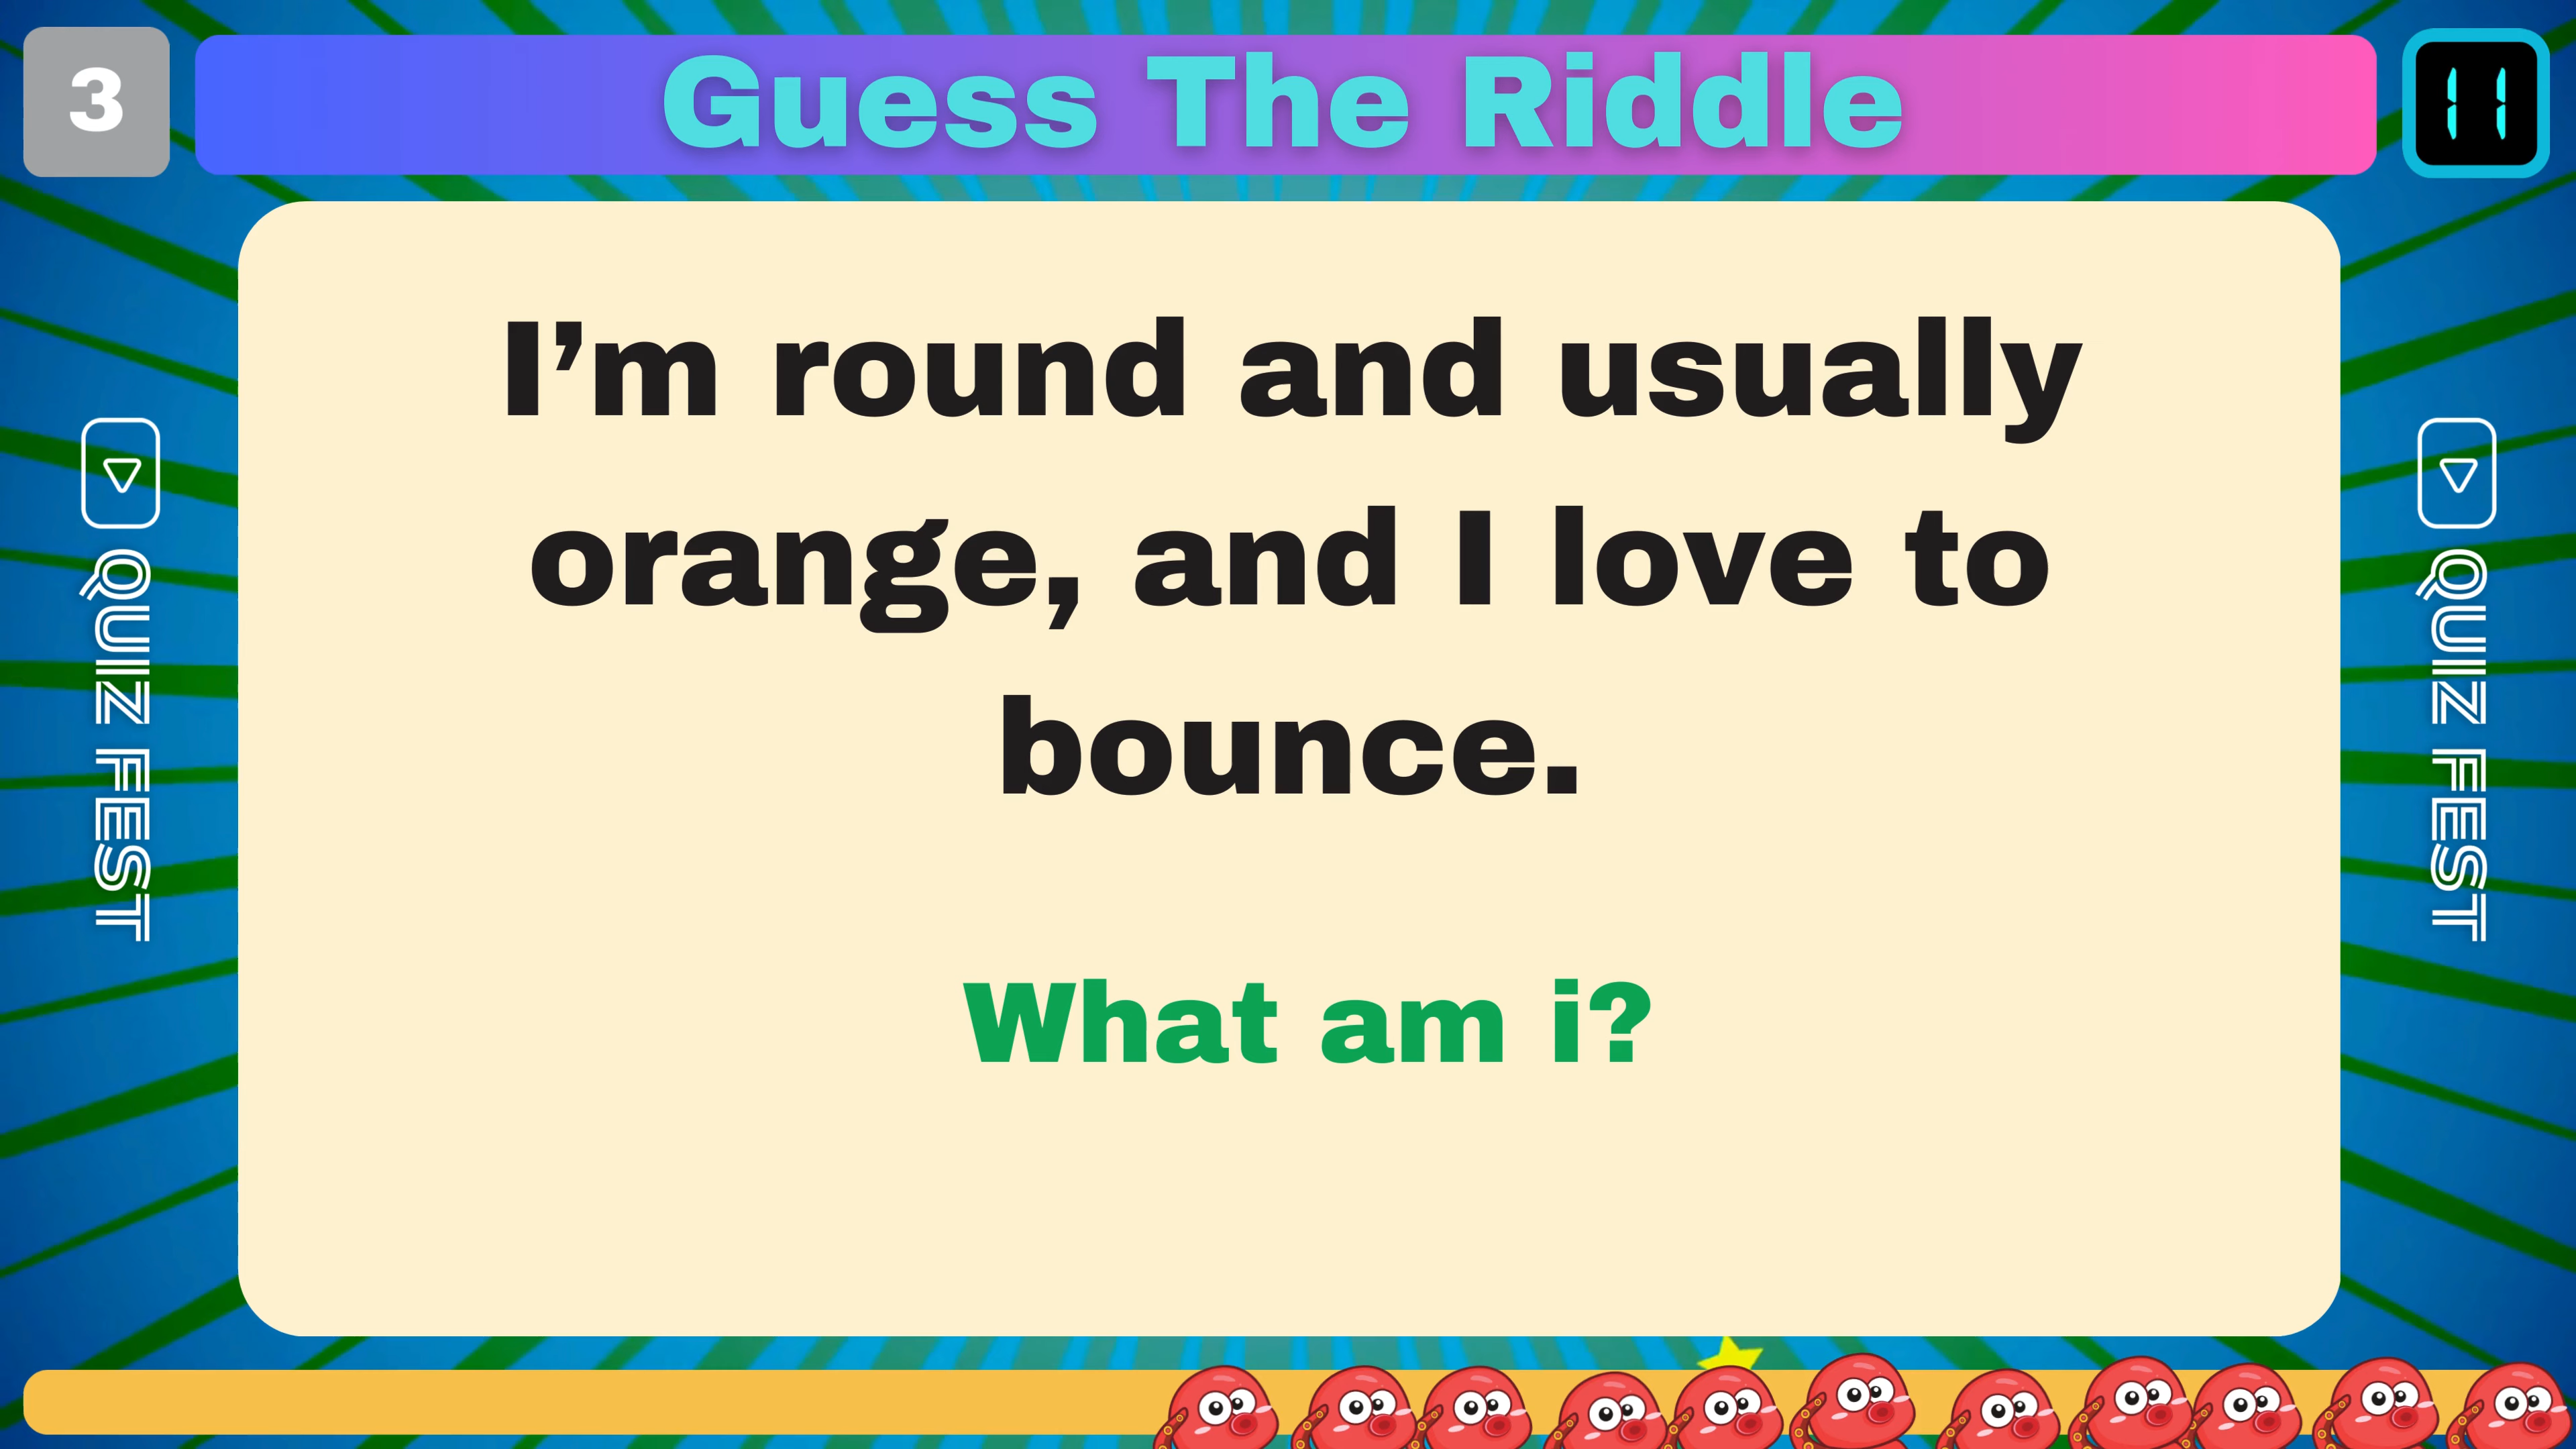 3
Guess The Riddle
11
I’m round and usually
orange, and I love to
bounce.
What am i?
QUIZ FEST
QUIZ FEST